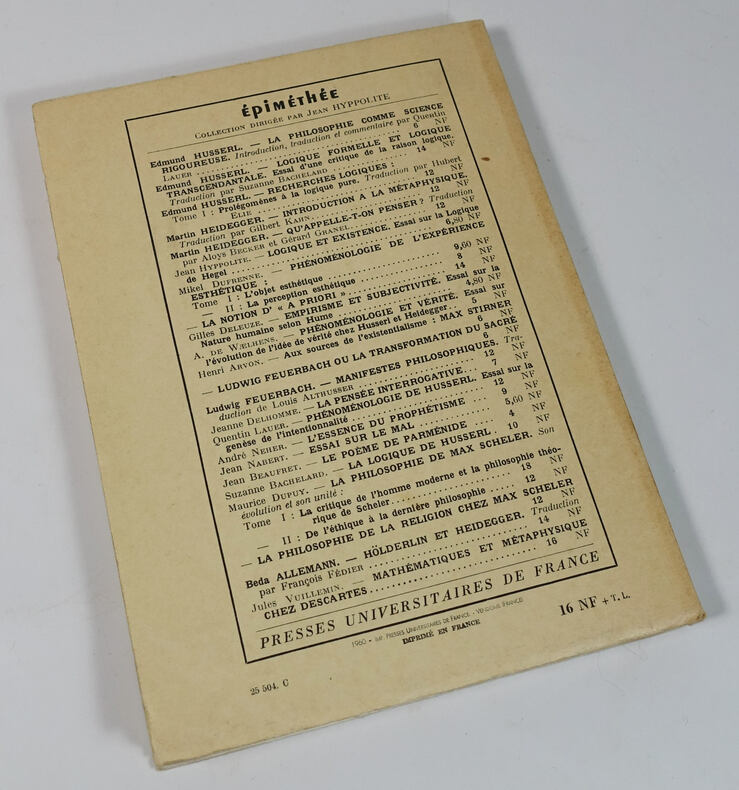 épiméthée
COLLECTION DIRIGÉE PAR JEAN HYPPOLITE
Edmund HUSSERL. — LA PHILOSOPHIE COMME SCIENCE
RIGOUREUSE. Introduction, traduction et commentaire par Quentin
LAUER .......... 6 NF
Edmund HUSSERL. — LOGIQUE FORMELLE ET LOGIQUE
TRANSCENDANTALE. Essai d'une critique de la raison logique.
Traduction par Suzanne BACHELARD .......... 14 NF
Edmund HUSSERL. — RECHERCHES LOGIQUES :
Tome I : Prolégomènes à la logique pure. Traduction par Hubert
ELIE .......... 12 NF
Martin HEIDEGGER. — INTRODUCTION A LA MÉTAPHYSIQUE.
Traduction par Gilbert KAHN .......... 12 NF
Martin HEIDEGGER. — QU'APPELLE-T-ON PENSER ? Traduction
par Aloys BECKER et Gérard GRANEL .......... 12 NF
Jean HYPPOLITE. — LOGIQUE ET EXISTENCE. Essai sur la Logique
de Hegel .......... 6,80 NF
Mikel DUFRENNE. — PHÉNOMÉNOLOGIE DE L'EXPÉRIENCE
ESTHÉTIQUE :
Tome I : L'objet esthétique .......... 9,60 NF
— II : La perception esthétique .......... 8 NF
— LA NOTION D' « A PRIORI » .......... 14 NF
Gilles DELEUZE. — EMPIRISME ET SUBJECTIVITÉ. Essai sur la
Nature humaine selon Hume .......... 4,80 NF
A. DE WÆLHENS. — PHÉNOMÉNOLOGIE ET VÉRITÉ. Essai sur
l'évolution de l'idée de vérité chez Husserl et Heidegger .. 5 NF
Henri ARVON. — Aux sources de l'existentialisme : MAX STIRNER
6 NF
— LUDWIG FEUERBACH OU LA TRANSFORMATION DU SACRÉ
6 NF
Ludwig FEUERBACH. — MANIFESTES PHILOSOPHIQUES. Tra-
duction de Louis ALTHUSSER .......... 12 NF
Jeanne DELHOMME. — LA PENSÉE INTERROGATIVE .. 7 NF
Quentin LAUER. — PHÉNOMÉNOLOGIE DE HUSSERL. Essai sur la
genèse de l'intentionnalité .......... 12 NF
André NEHER. — L'ESSENCE DU PROPHÉTISME .......... 9 NF
Jean NABERT. — ESSAI SUR LE MAL .......... 5,60 NF
Jean BEAUFRET. — LE POÈME DE PARMÉNIDE .... 4 NF
Suzanne BACHELARD. — LA LOGIQUE DE HUSSERL .. 10 NF
Maurice DUPUY. — LA PHILOSOPHIE DE MAX SCHELER. Son
évolution et son unité :
Tome I : La critique de l'homme moderne et la philosophie théo-
rique de Scheler .......... 18 NF
— II : De l'éthique à la dernière philosophie .... 12 NF
— LA PHILOSOPHIE DE LA RELIGION CHEZ MAX SCHELER
12 NF
Beda ALLEMANN. — HÖLDERLIN ET HEIDEGGER. Traduction
par François FÉDIER .......... 14 NF
Jules VUILLEMIN. — MATHÉMATIQUES ET MÉTAPHYSIQUE
CHEZ DESCARTES .......... 16 NF
PRESSES UNIVERSITAIRES DE FRANCE
1960 - IMP. PRESSES UNIVERSITAIRES DE FRANCE - VENDOME (FRANCE)
IMPRIMÉ EN FRANCE
16 NF + T. L.
25 504. C